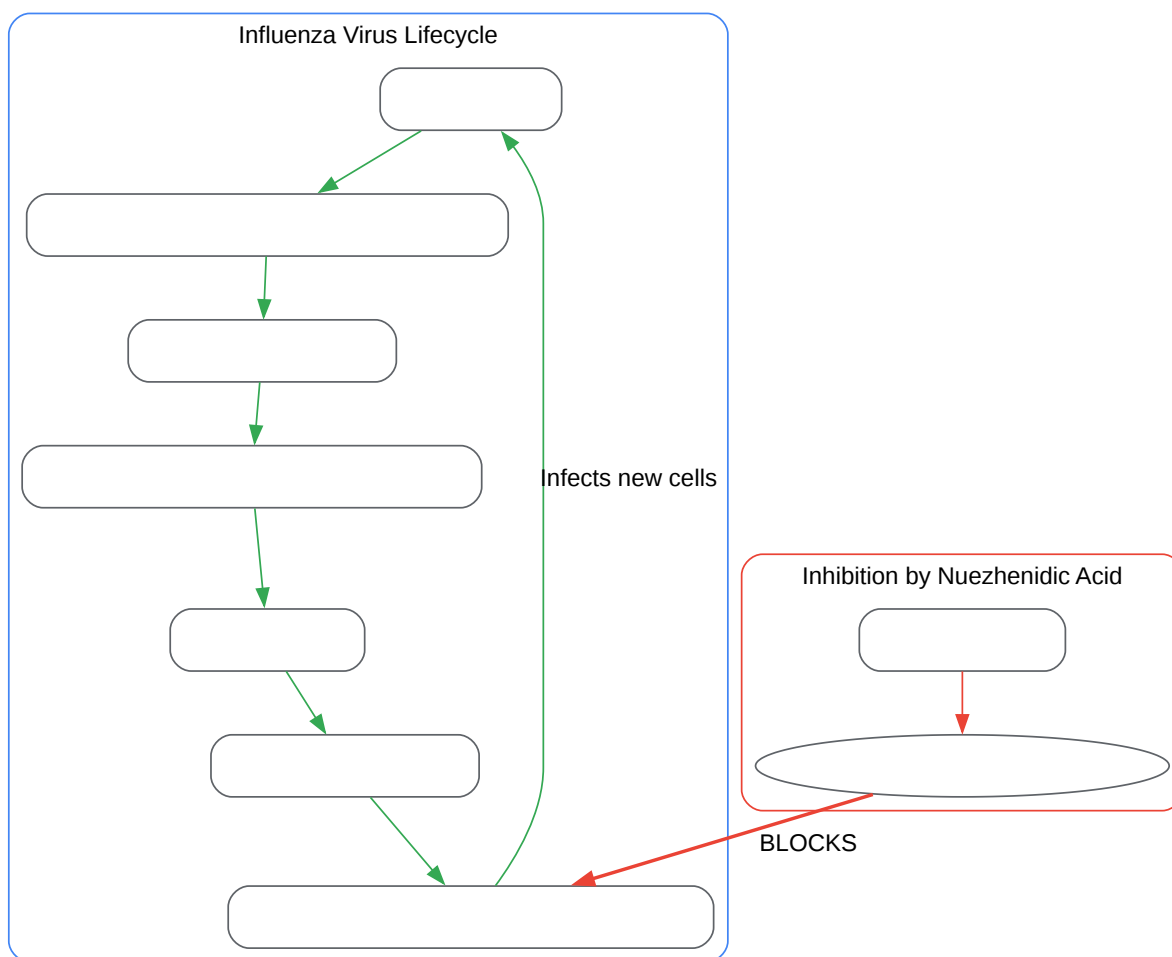 Influenza Virus Lifecycle
Infects new cells
Inhibition by Nuezhenidic Acid
BLOCKS